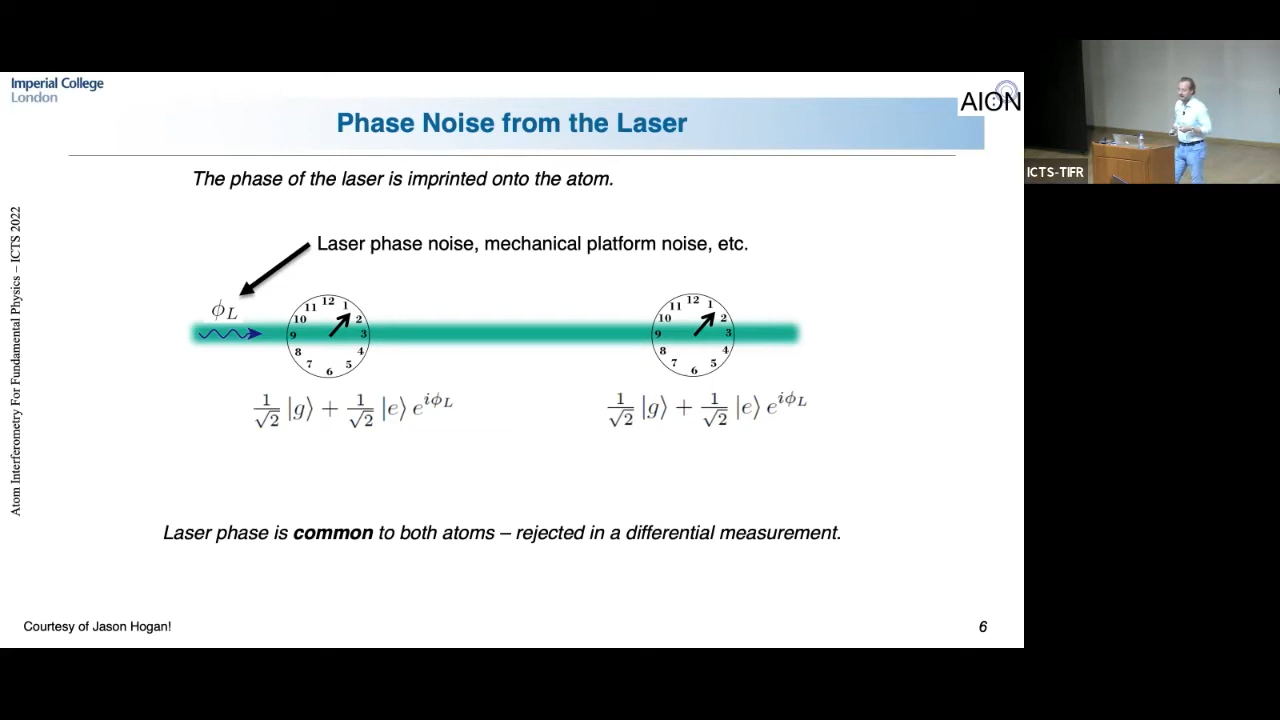 Imperial College
London
AION
Phase Noise from the Laser
ICTS-TIFR
The phase of the laser is imprinted onto the atom.
Atom Interferometry For Fundamental Physics – ICTS 2022
Laser phase noise, mechanical platform noise, etc.
ϕ_L
12 1 2 3 4 5 6 7 8 9 10 11
12 1 2 3 4 5 6 7 8 9 10 11
1/√2 |g⟩ + 1/√2 |e⟩ e^{iϕ_L}
1/√2 |g⟩ + 1/√2 |e⟩ e^{iϕ_L}
Laser phase is common to both atoms – rejected in a differential measurement.
Courtesy of Jason Hogan!
6